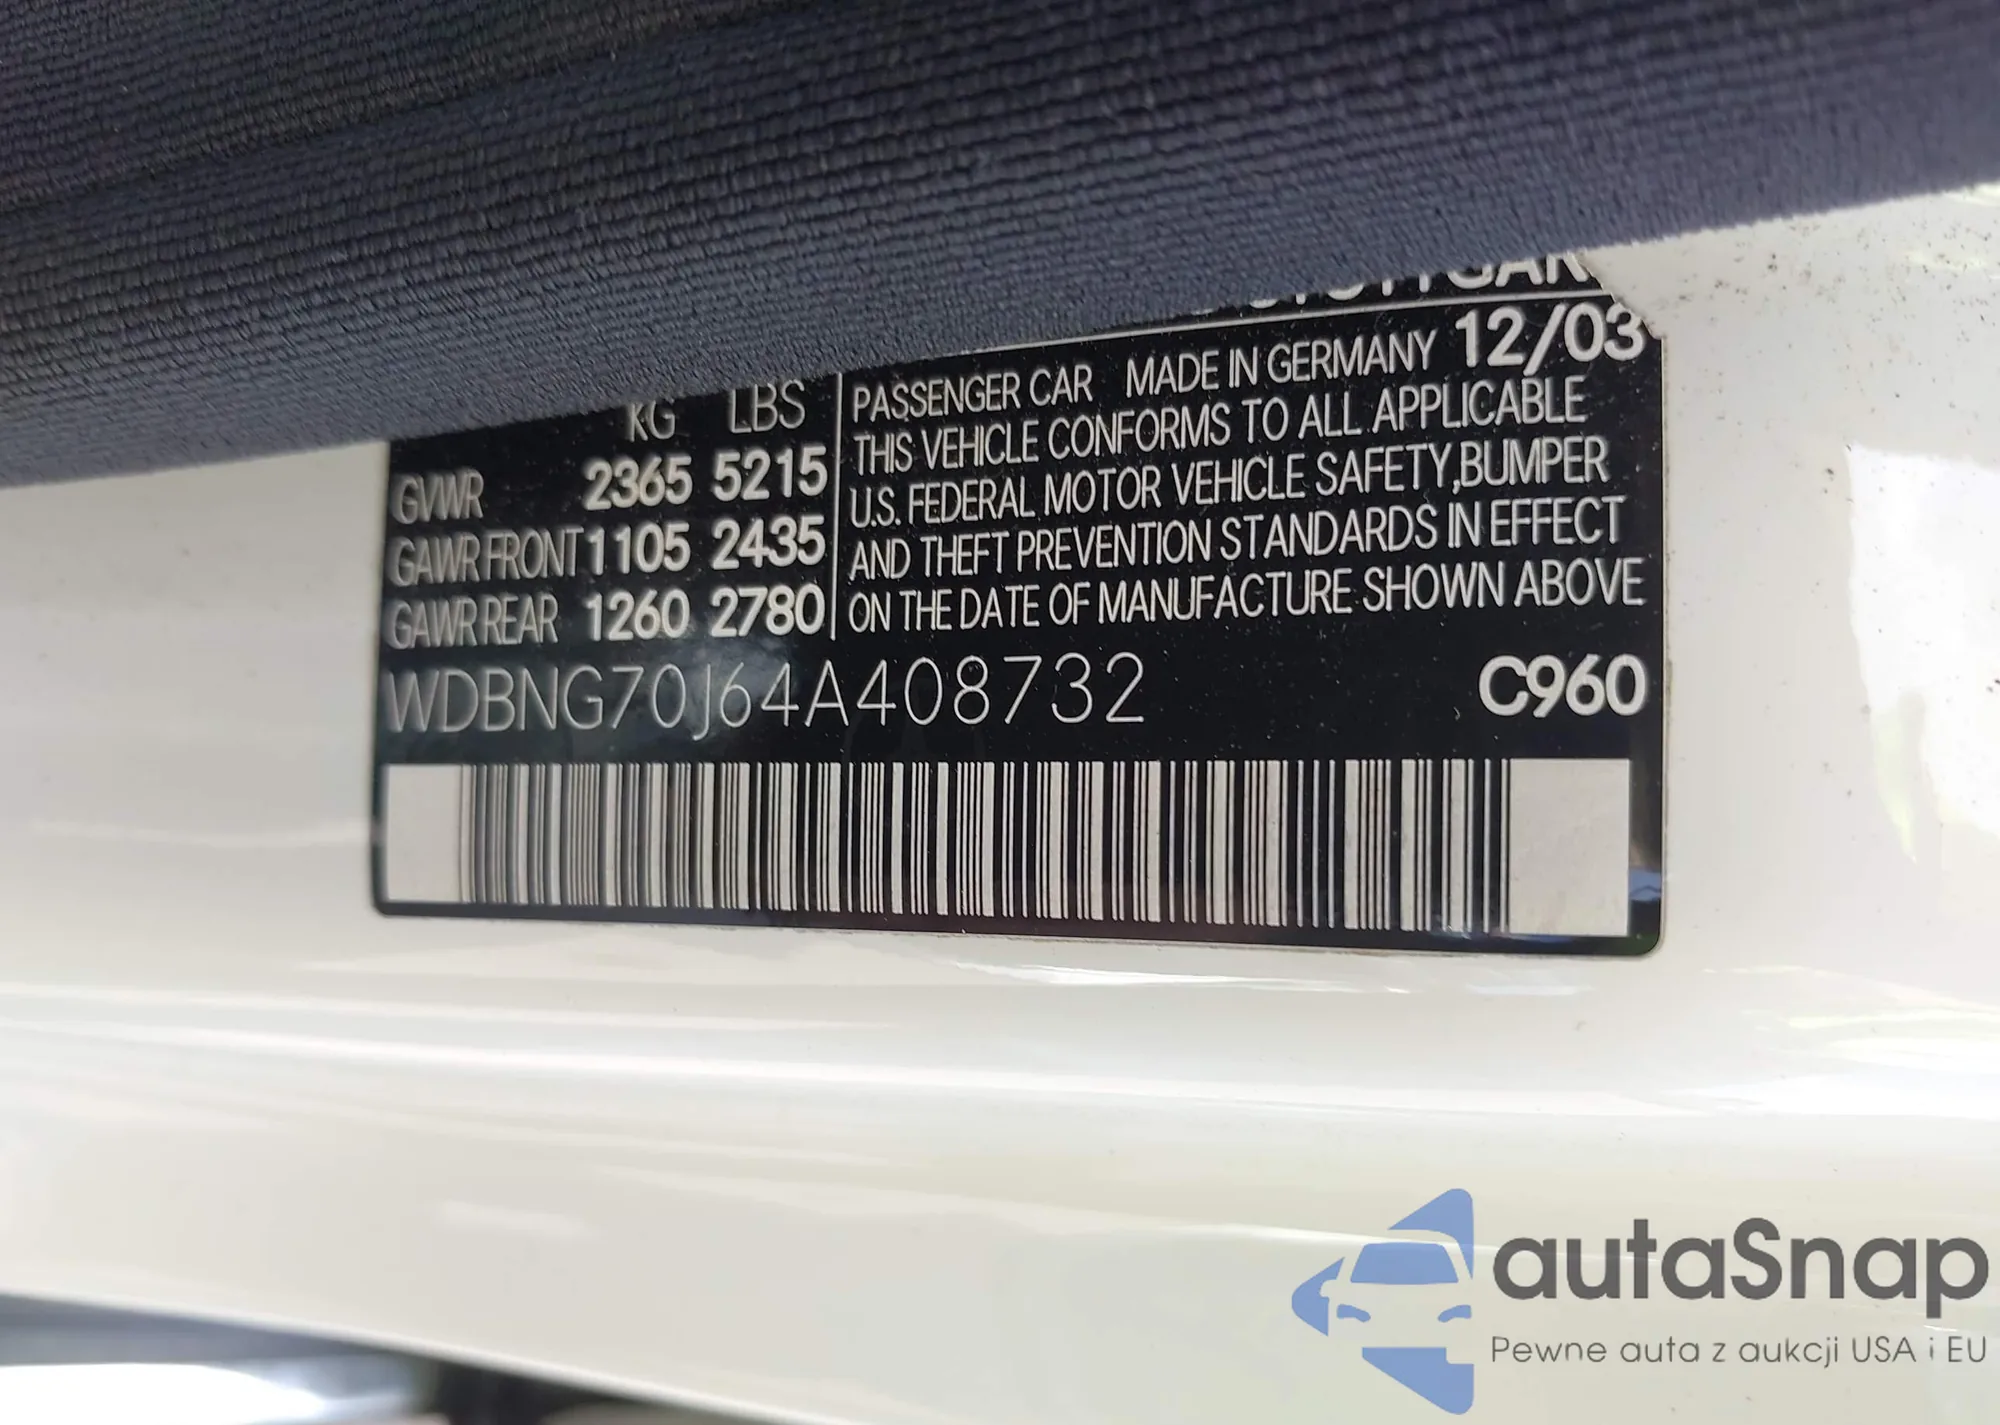 PASSENGER CAR MADE IN GERMANY 12/03
THIS VEHICLE CONFORMS TO ALL APPLICABLE
U.S. FEDERAL MOTOR VEHICLE SAFETY,BUMPER
AND THEFT PREVENTION STANDARDS IN EFFECT
ON THE DATE OF MANUFACTURE SHOWN ABOVE
KG LBS
GVWR 2365 5215
GAWR FRONT 1105 2435
GAWR REAR 1260 2780
WDBNG70J64A408732 C960
autaSnap
Pewne auta z aukcji USA i EU